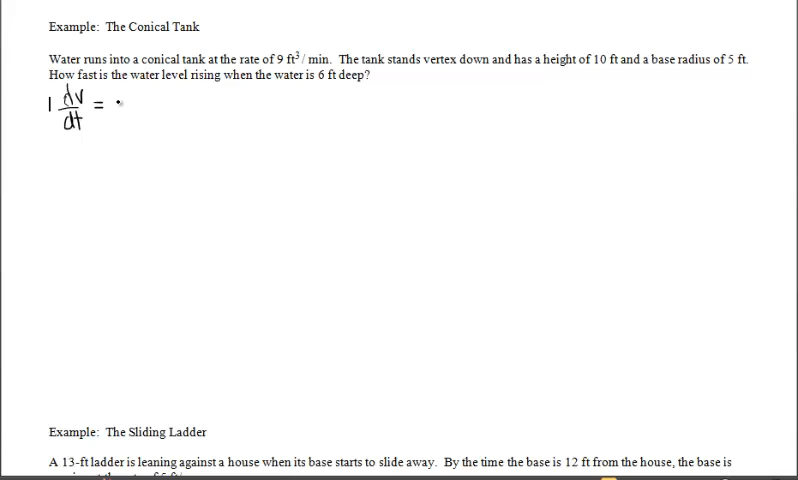 Example: The Conical Tank
Water runs into a conical tank at the rate of 9 ft³ / min. The tank stands vertex down and has a height of 10 ft and a base radius of 5 ft.
How fast is the water level rising when the water is 6 ft deep?
1 dv/dt =
Example: The Sliding Ladder
A 13-ft ladder is leaning against a house when its base starts to slide away. By the time the base is 12 ft from the house, the base is